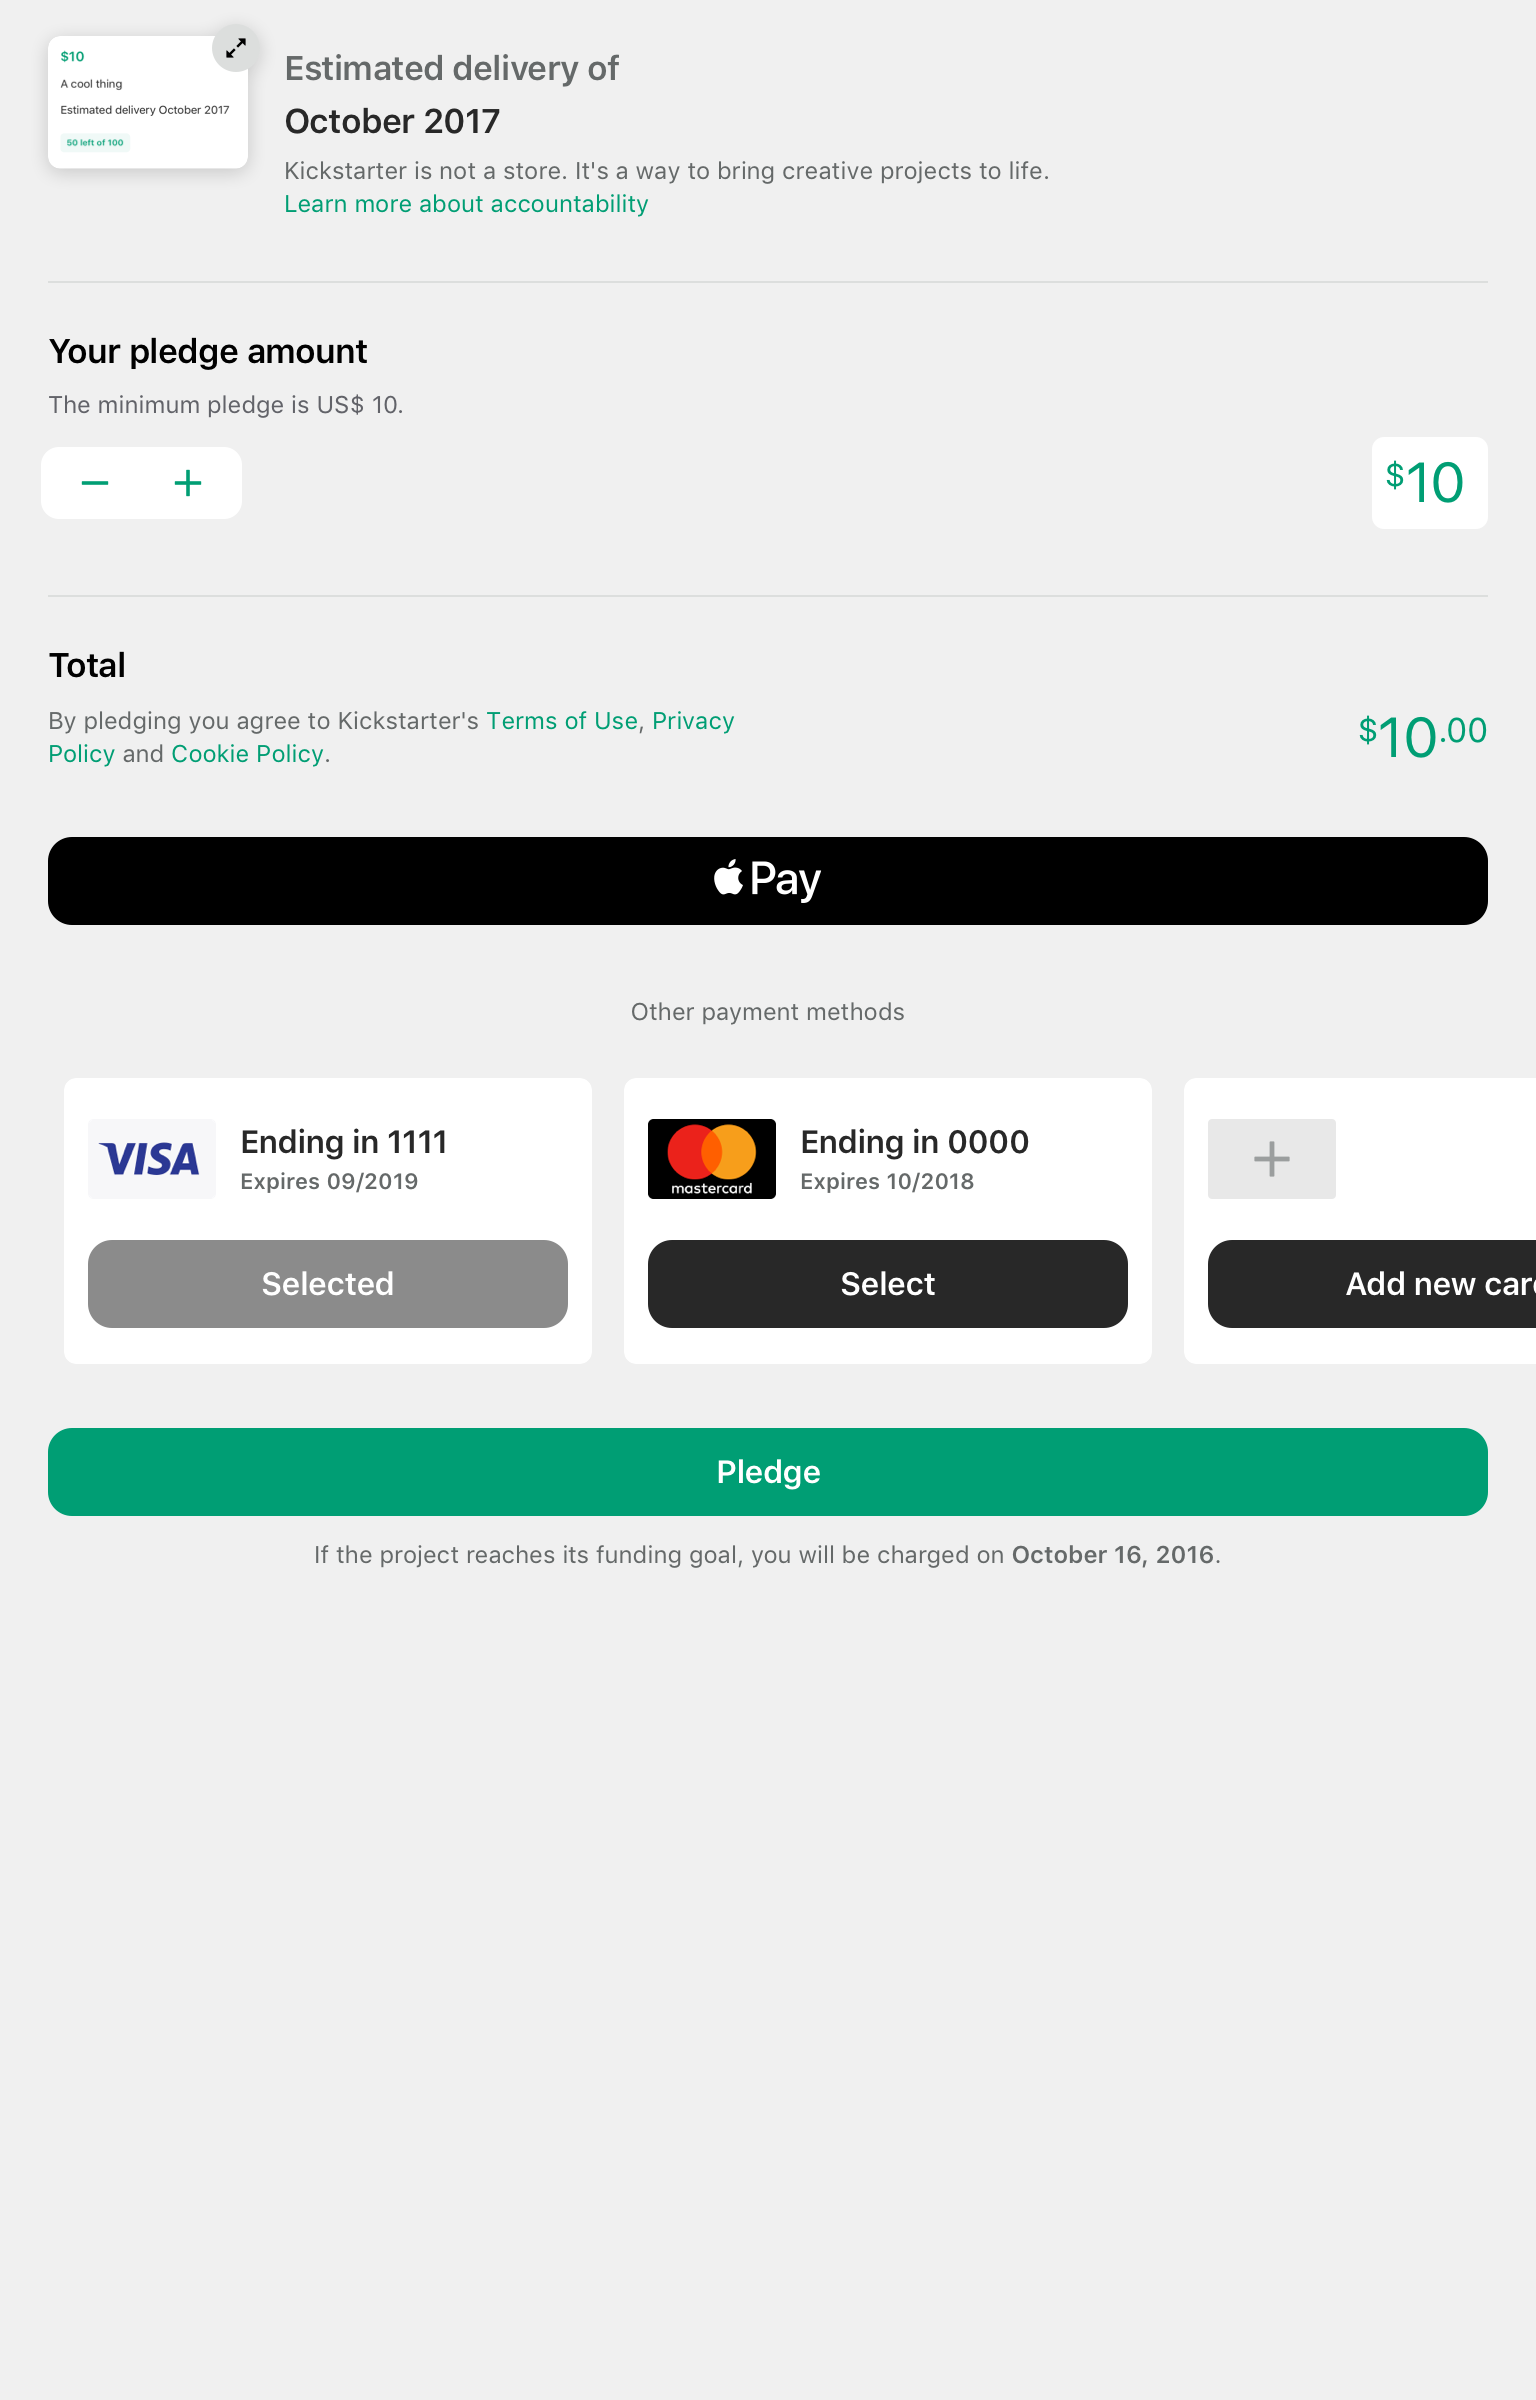 $10
A cool thing
Estimated delivery October 2017
50 left of 100
Estimated delivery of
October 2017
Kickstarter is not a store. It's a way to bring creative projects to life.
Learn more about accountability
Your pledge amount
The minimum pledge is US$ 10.
$10
Total
By pledging you agree to Kickstarter's Terms of Use, Privacy
Policy and Cookie Policy.
$10.00
Pay
Other payment methods
VISA
Ending in 1111
Expires 09/2019
Selected
mastercard
Ending in 0000
Expires 10/2018
Select
Add new car
Pledge
If the project reaches its funding goal, you will be charged on October 16, 2016.